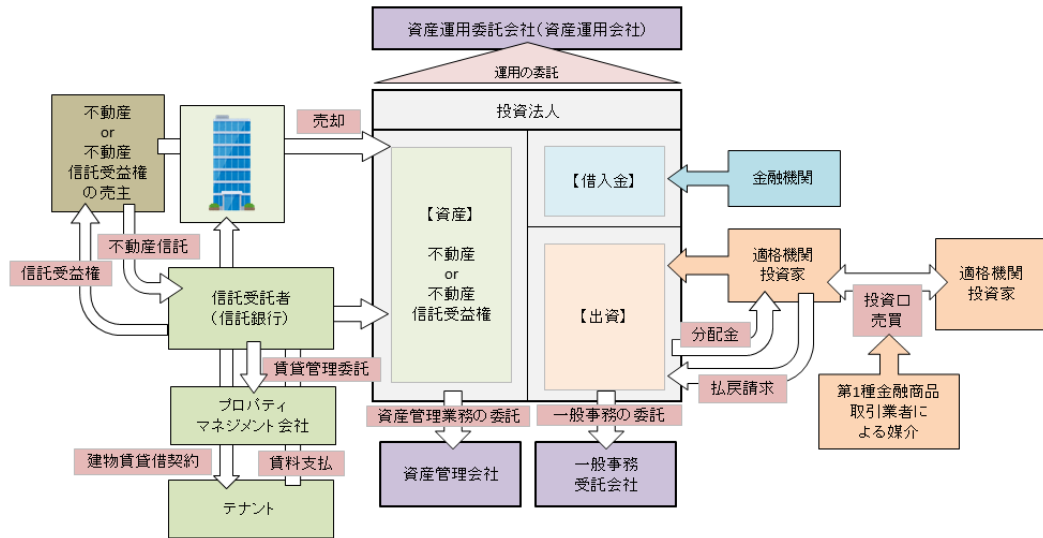 資産運用委託会社(資産運用会社)
運用の委託
投資法人
不動産
or
不動産
信託受益権
の売主
売却
【資産】
不動産
or
不動産
信託受益権
【借入金】
金融機関
【出資】
適格機関
投資家
適格機関
投資家
投資口
売買
分配金
払戻請求
第1種金融商品
取引業者に
よる媒介
不動産信託
信託受益権
信託受託者
(信託銀行)
賃貸管理委託
プロパティ
マネジメント会社
建物賃貸借契約
賃料支払
テナント
資産管理業務の委託
一般事務の委託
資産管理会社
一般事務
受託会社